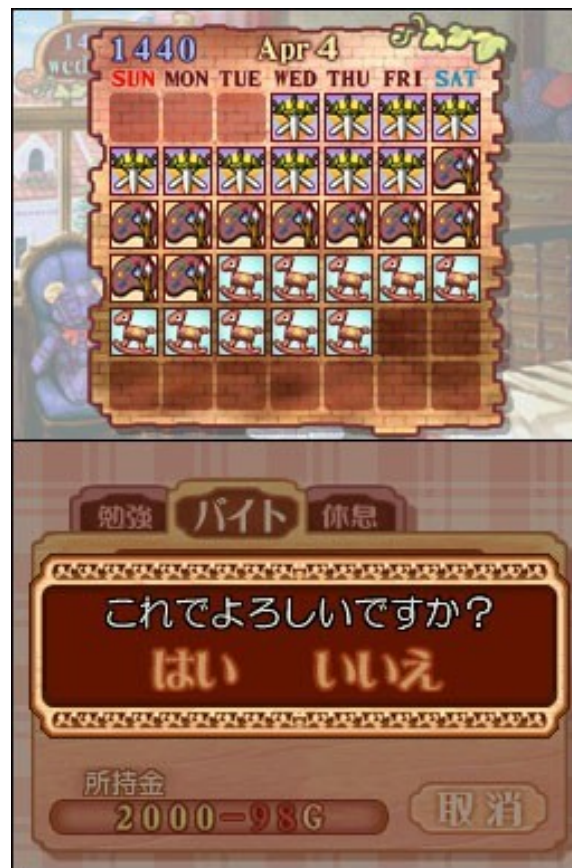 1440 Apr 4
SUN MON TUE WED THU FRI SAT
勉強 バイト 休息
これでよろしいですか？
はい いいえ
所持金
2000-98G
取消